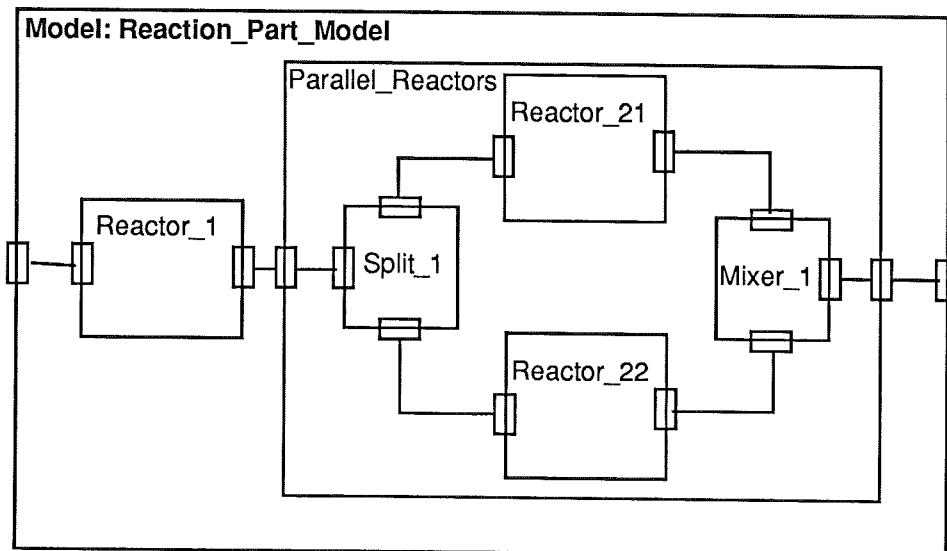 Model: Reaction_Part_Model
Parallel_Reactors
Reactor_21
Reactor_1
Split_1
Mixer_1
Reactor_22